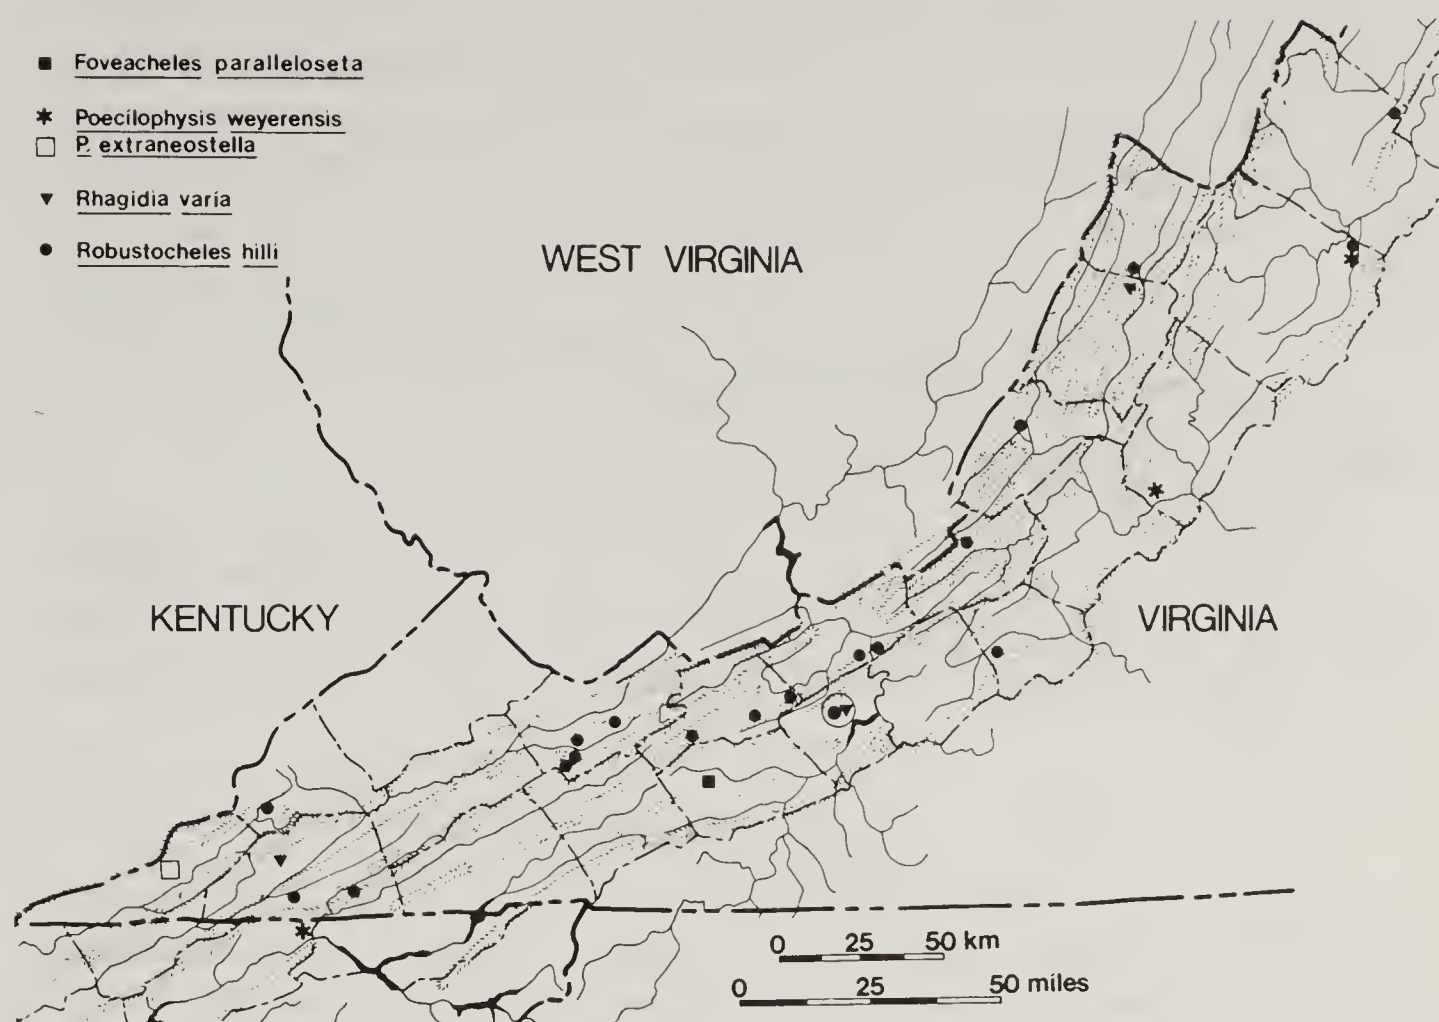 Foveacheles paralleloseta
Poecilophysis weyerensis
P. extraneostella
Rhagidia varia
Robustocheles hilli
WEST VIRGINIA
KENTUCKY
VIRGINIA
0 25 50 km
0 25 50 miles